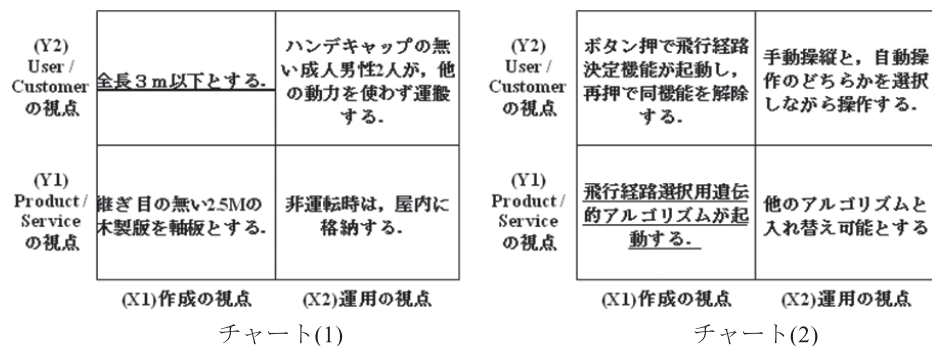 (Y2)
User /
Customer
の視点
全長３ｍ以下とする．
ハンデキャップの無
い成人男性2人が，他
の動力を使わず運搬
する．
(Y1)
Product /
Service
の視点
継ぎ目の無い2.5Mの
木製版を軸板とする．
非運転時は，屋内に
格納する．
(X1)作成の視点
(X2)運用の視点
チャート(1)
(Y2)
User /
Customer
の視点
ボタン押で飛行経路
決定機能が起動し，
再押で同機能を解除
する．
手動操縦と，自動操
作のどちらかを選択
しながら操作する．
(Y1)
Product /
Service
の視点
飛行経路選択用遺伝
的アルゴリズムが起
動する．
他のアルゴリズムと
入れ替え可能とする
(X1)作成の視点
(X2)運用の視点
チャート(2)